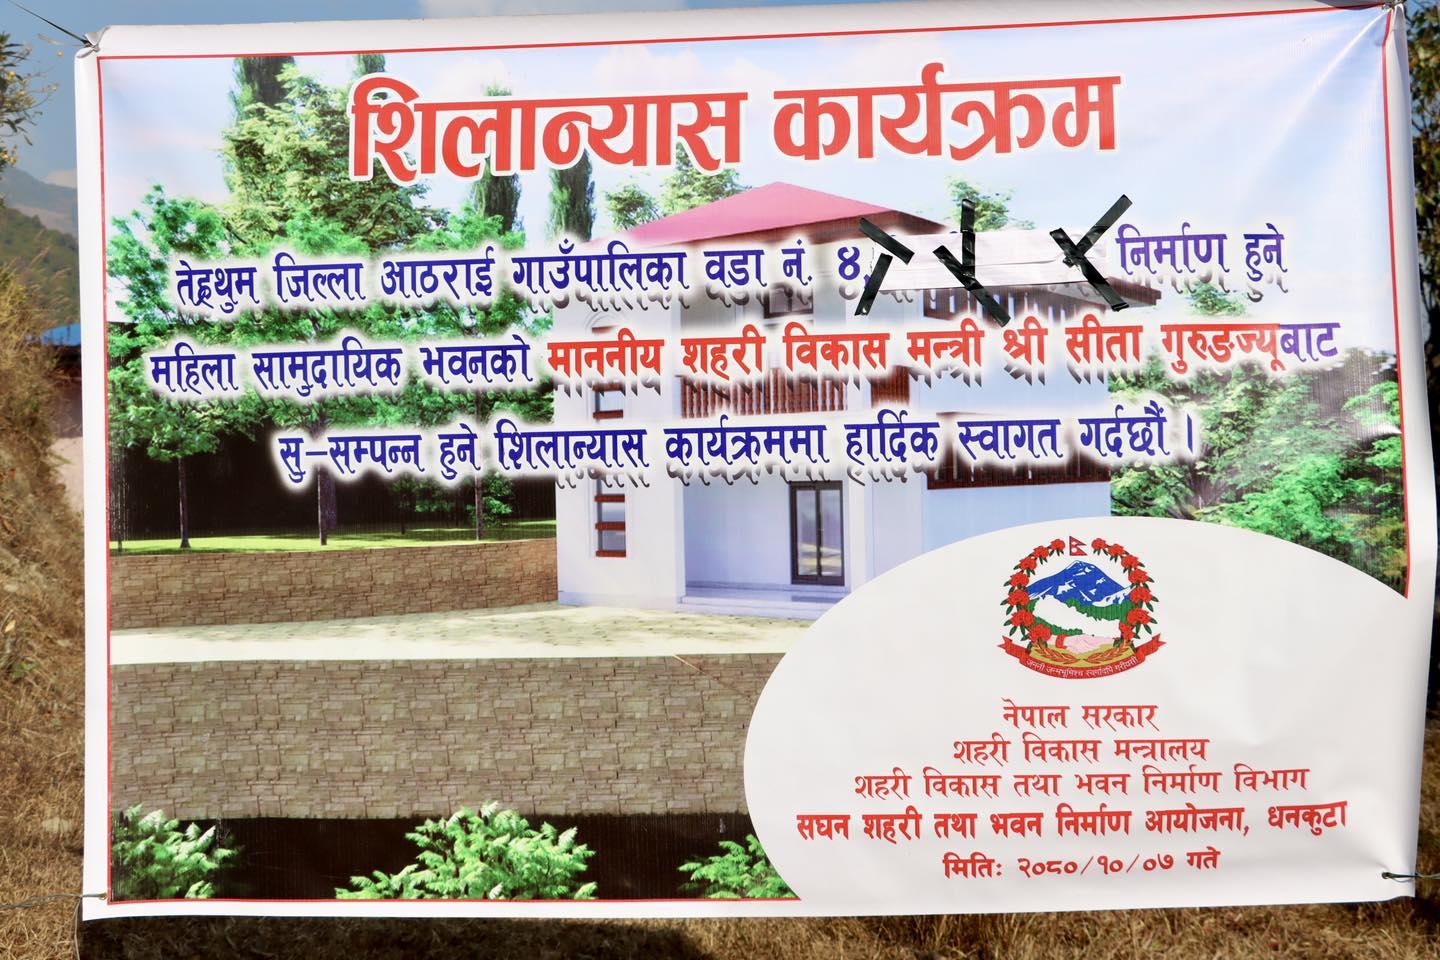 शिलान्यास कार्यक्रम
तेह्रथुम जिल्ला आठराई गाउँपालिका वडा नं. ४, निर्माण हुने
महिला सामुदायिक भवनको माननीय शहरी विकास मन्त्री श्री सीता गुरुङज्यूबाट
सु-सम्पन्न हुने शिलान्यास कार्यक्रममा हार्दिक स्वागत गर्दछौं ।
जननी जन्मभूमिश्च स्वर्गादपि गरीयसी
नेपाल सरकार
शहरी विकास मन्त्रालय
शहरी विकास तथा भवन निर्माण विभाग
सघन शहरी तथा भवन निर्माण आयोजना, धनकुटा
मितिः २०८०/१०/०७ गते